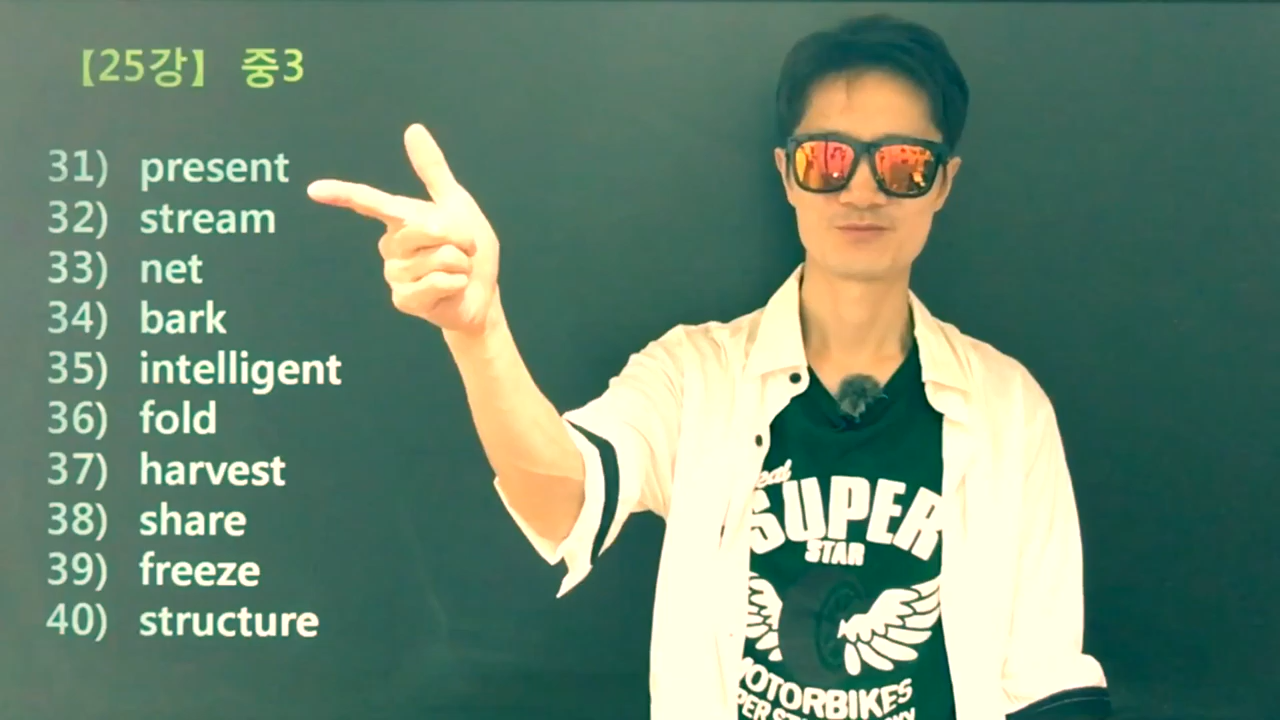 【25강】 중3
31) present
32) stream
33) net
34) bark
35) intelligent
36) fold
37) harvest
38) share
39) freeze
40) structure
SUPER
STAR
MOTORBIKES